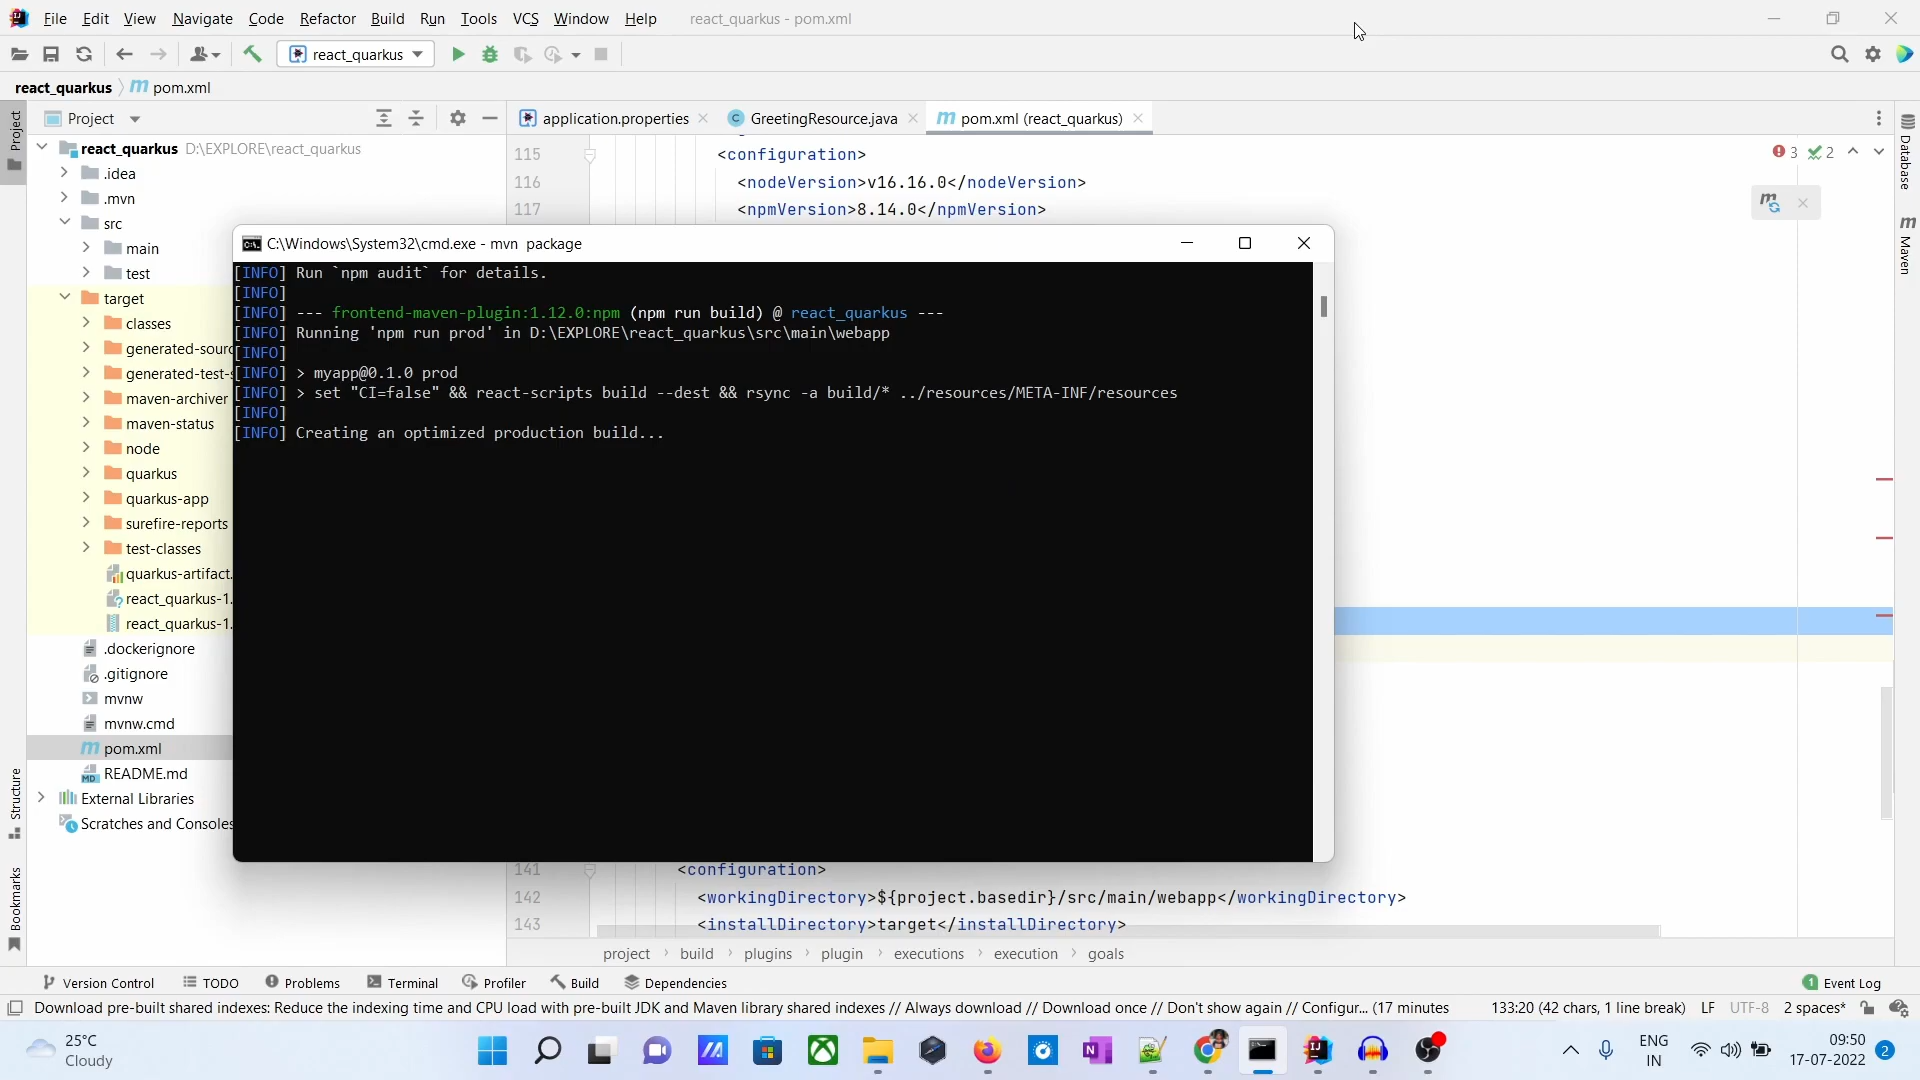 File Edit View Navigate Code Refactor Build Run Tools VCS Window Help react_quarkus - pom.xml
react_quarkus
react_quarkus pom.xml
Project
application.properties GreetingResource.java pom.xml (react_quarkus)
react_quarkus D:\EXPLORE\react_quarkus
.idea
.mvn
src
main
test
target
classes
generated-sourc
generated-test-s
maven-archiver
maven-status
node
quarkus
quarkus-app
surefire-reports
test-classes
quarkus-artifact.
react_quarkus-1.
react_quarkus-1.
.dockerignore
.gitignore
mvnw
mvnw.cmd
pom.xml
README.md
External Libraries
Scratches and Consoles
Project
Structure
Bookmarks
115 <configuration>
116 <nodeVersion>v16.16.0</nodeVersion>
117 <npmVersion>8.14.0</npmVersion>
3 2
Database
Maven
C:\Windows\System32\cmd.exe - mvn package
[INFO] Run `npm audit` for details.
[INFO]
[INFO] --- frontend-maven-plugin:1.12.0:npm (npm run build) @ react_quarkus ---
[INFO] Running 'npm run prod' in D:\EXPLORE\react_quarkus\src\main\webapp
[INFO]
[INFO] > myapp@0.1.0 prod
[INFO] > set "CI=false" && react-scripts build --dest && rsync -a build/* ../resources/META-INF/resources
[INFO]
[INFO] Creating an optimized production build...
141 <configuration>
142 <workingDirectory>${project.basedir}/src/main/webapp</workingDirectory>
143 <installDirectory>target</installDirectory>
project build plugins plugin executions execution goals
Version Control TODO Problems Terminal Profiler Build Dependencies 1 Event Log
Download pre-built shared indexes: Reduce the indexing time and CPU load with pre-built JDK and Maven library shared indexes // Always download // Download once // Don't show again // Configur... (17 minutes 133:20 (42 chars, 1 line break) LF UTF-8 2 spaces*
25°C
Cloudy
ENG
IN
09:50
17-07-2022
2